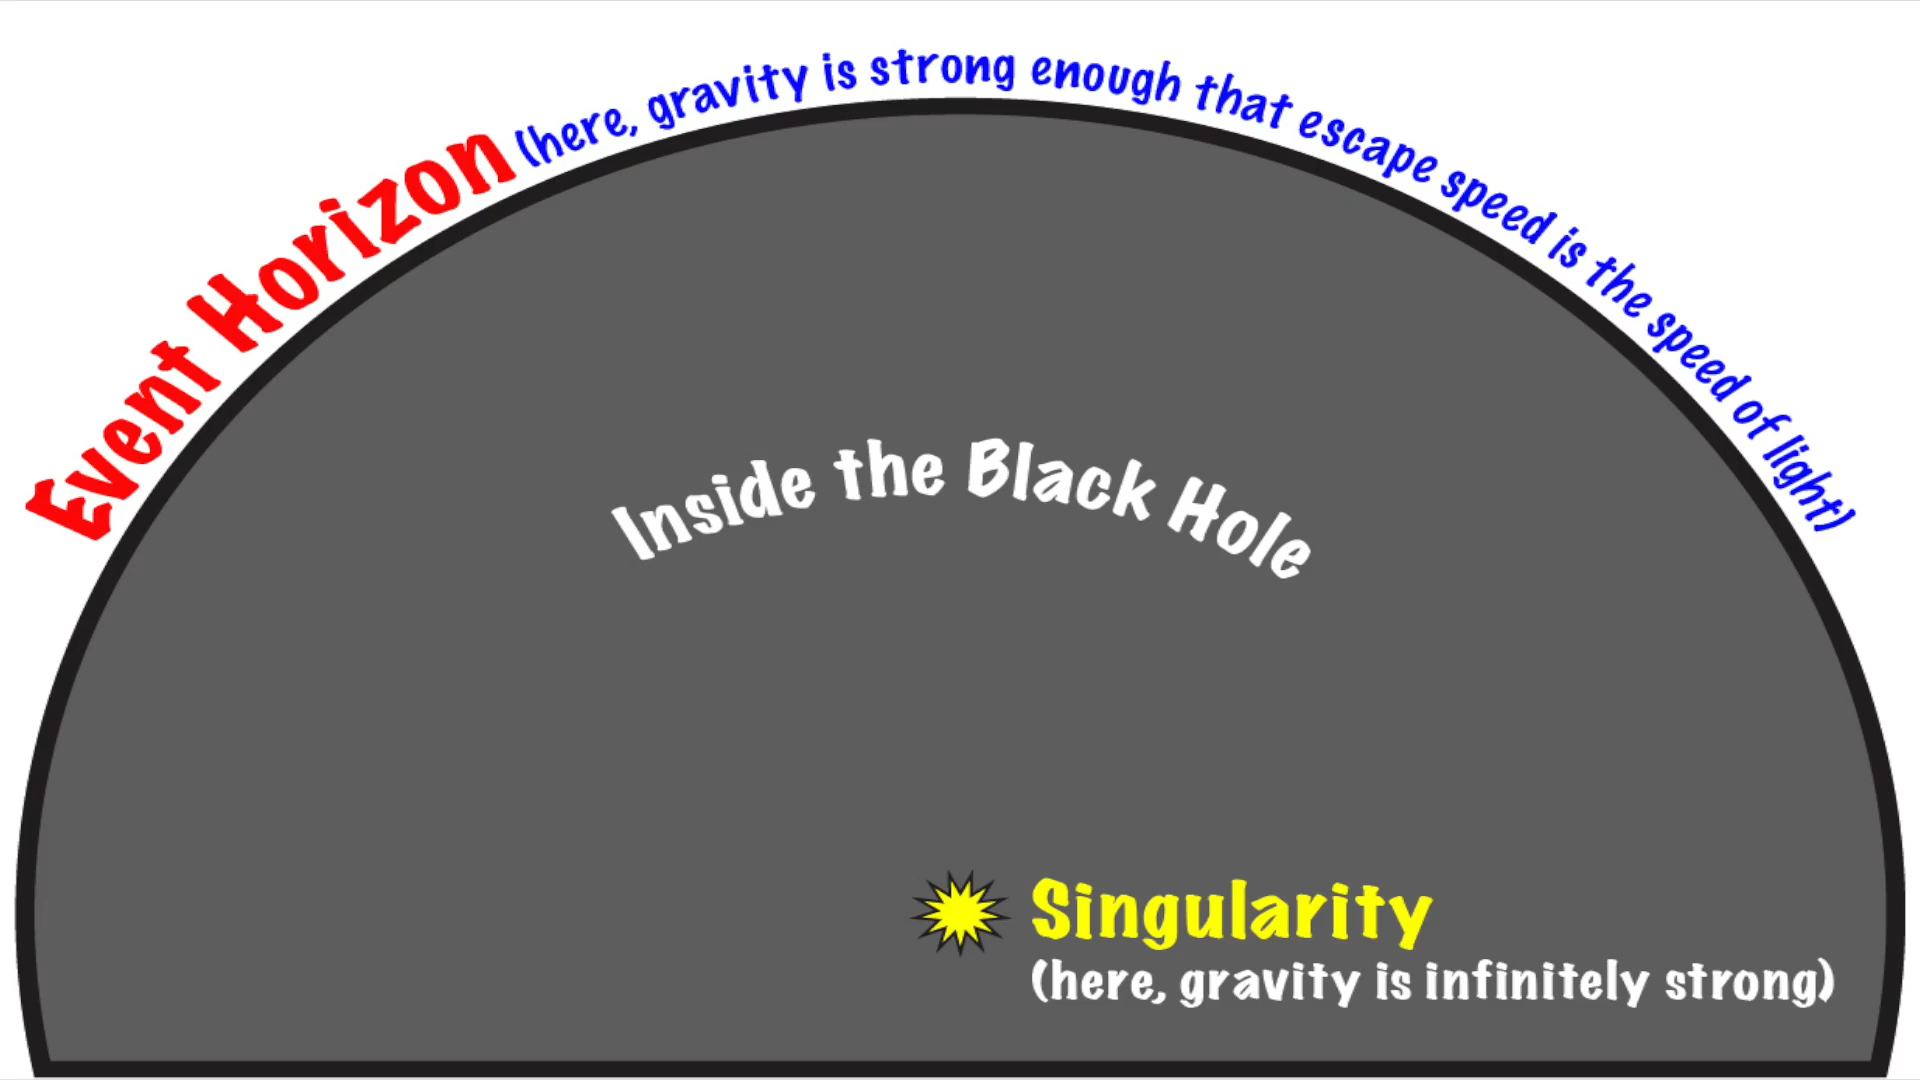 Event Horizon (here, gravity is strong enough that escape speed is the speed of light)
Inside the Black Hole
Singularity
(here, gravity is infinitely strong)